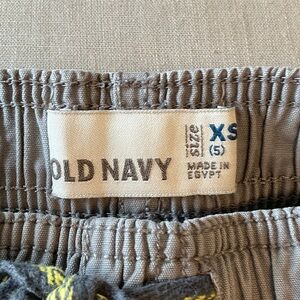 OLD NAVY
size
XS
(5)
MADE IN
EGYPT